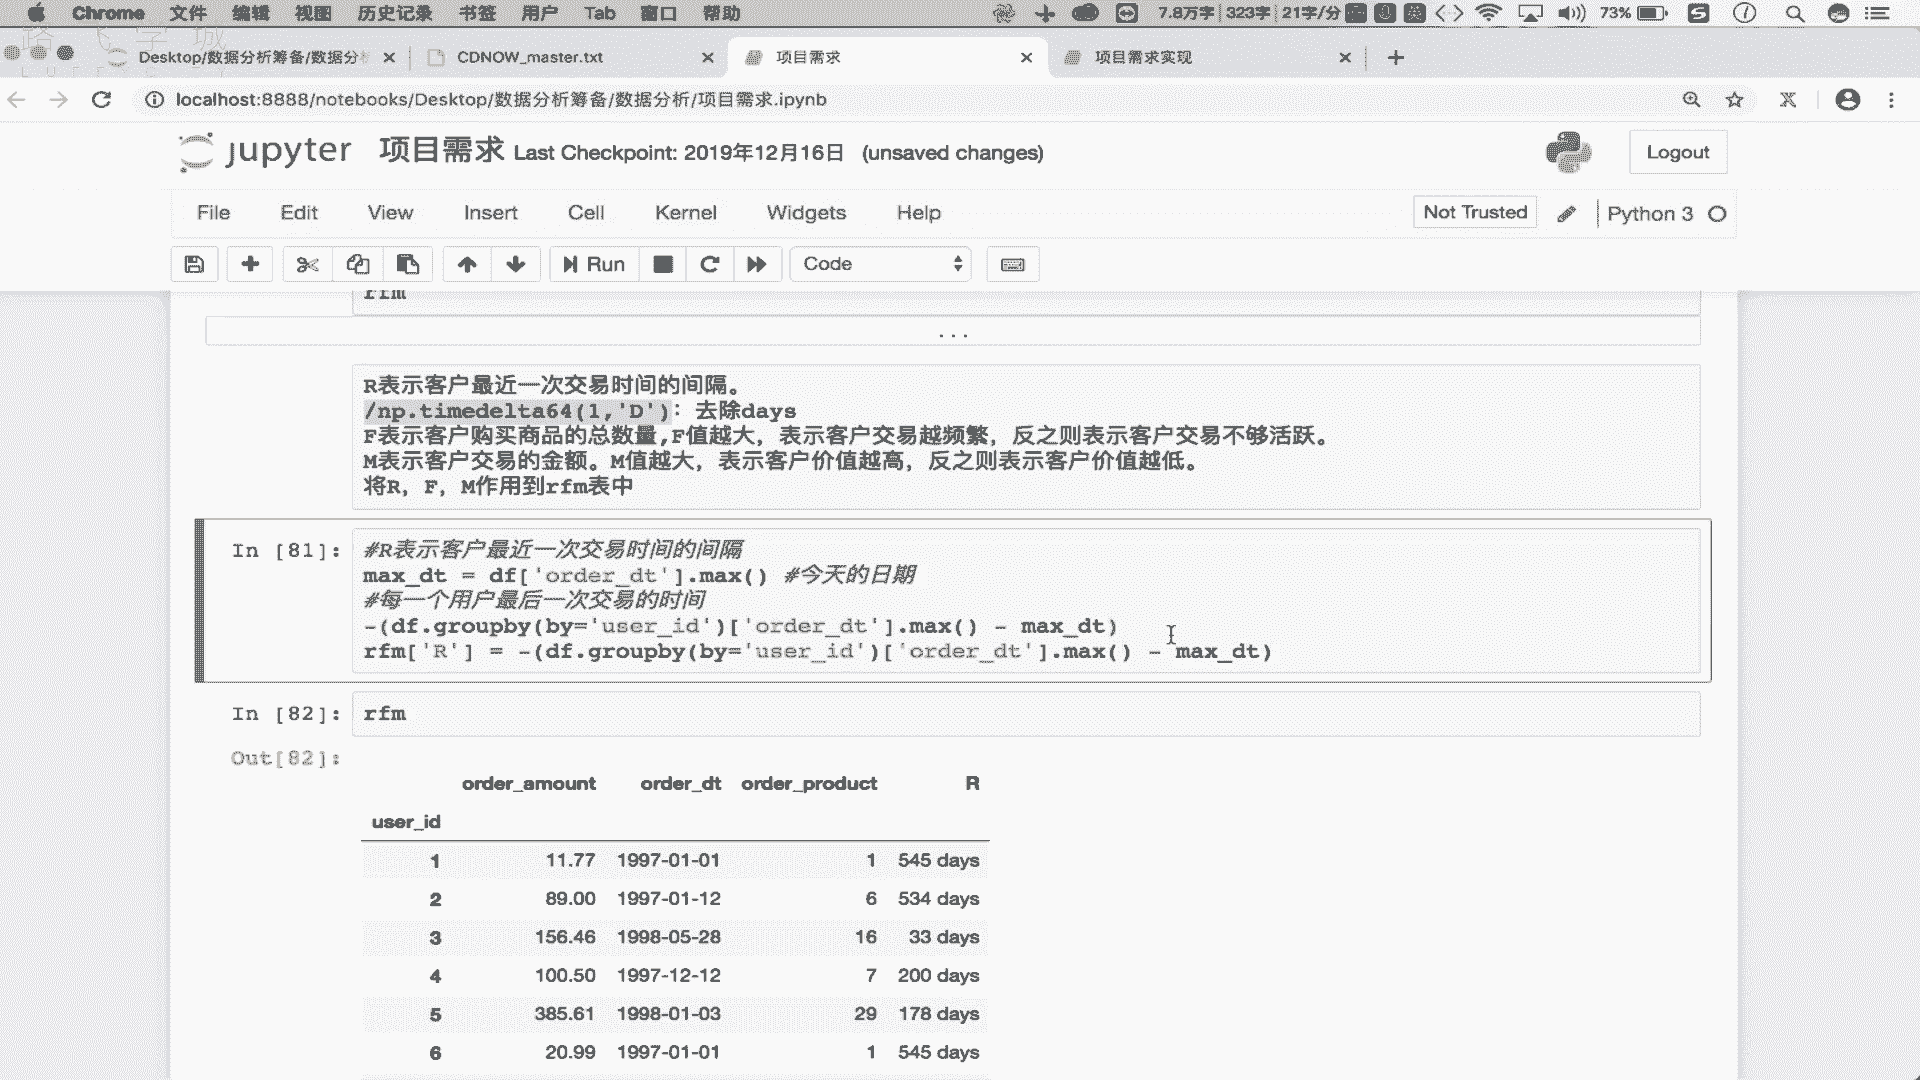 Chrome 文件 编辑 视图 历史记录 书签 用户 Tab 窗口 帮助 7.8万字 323字 21字/分 73%
Desktop/数据分析筹备/数据分 CDNOW_master.txt 项目需求 项目需求实现
localhost:8888/notebooks/Desktop/数据分析筹备/数据分析/项目需求.ipynb
jupyter 项目需求 Last Checkpoint: 2019年12月16日 (unsaved changes) Logout
File Edit View Insert Cell Kernel Widgets Help Not Trusted Python 3
Run Code
rfm
...
R表示客户最近一次交易时间的间隔。
/np.timedelta64(1,'D'): 去除days
F表示客户购买商品的总数量,F值越大，表示客户交易越频繁，反之则表示客户交易不够活跃。
M表示客户交易的金额。M值越大，表示客户价值越高，反之则表示客户价值越低。
将R，F，M作用到rfm表中
In [81]: #R表示客户最近一次交易时间的间隔
max_dt = df['order_dt'].max() #今天的日期
#每一个用户最后一次交易的时间
-(df.groupby(by='user_id')['order_dt'].max() - max_dt)
rfm['R'] = -(df.groupby(by='user_id')['order_dt'].max() - max_dt)
In [82]: rfm
Out[82]:
order_amount order_dt order_product R
user_id
1 11.77 1997-01-01 1 545 days
2 89.00 1997-01-12 6 534 days
3 156.46 1998-05-28 16 33 days
4 100.50 1997-12-12 7 200 days
5 385.61 1998-01-03 29 178 days
6 20.99 1997-01-01 1 545 days